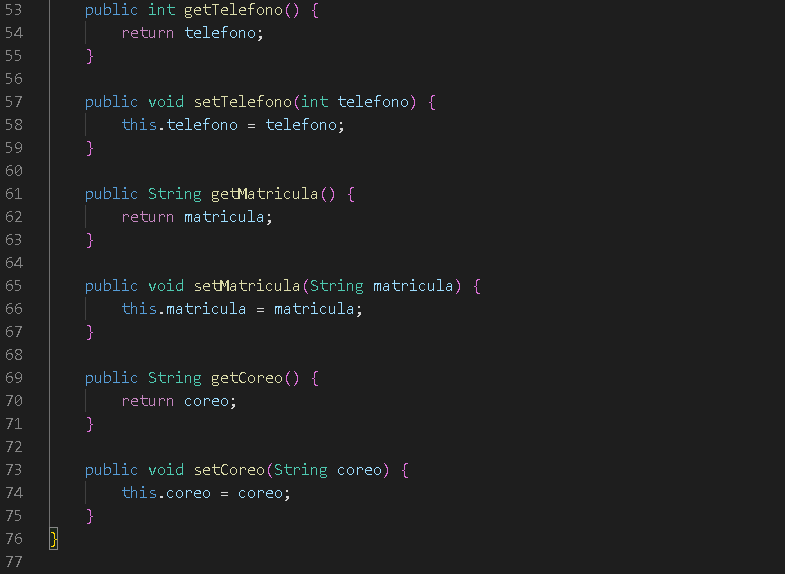 53 public int getTelefono() {
54 return telefono;
55 }
56
57 public void setTelefono(int telefono) {
58 this.telefono = telefono;
59 }
60
61 public String getMatricula() {
62 return matricula;
63 }
64
65 public void setMatricula(String matricula) {
66 this.matricula = matricula;
67 }
68
69 public String getCoreo() {
70 return coreo;
71 }
72
73 public void setCoreo(String coreo) {
74 this.coreo = coreo;
75 }
76 }
77